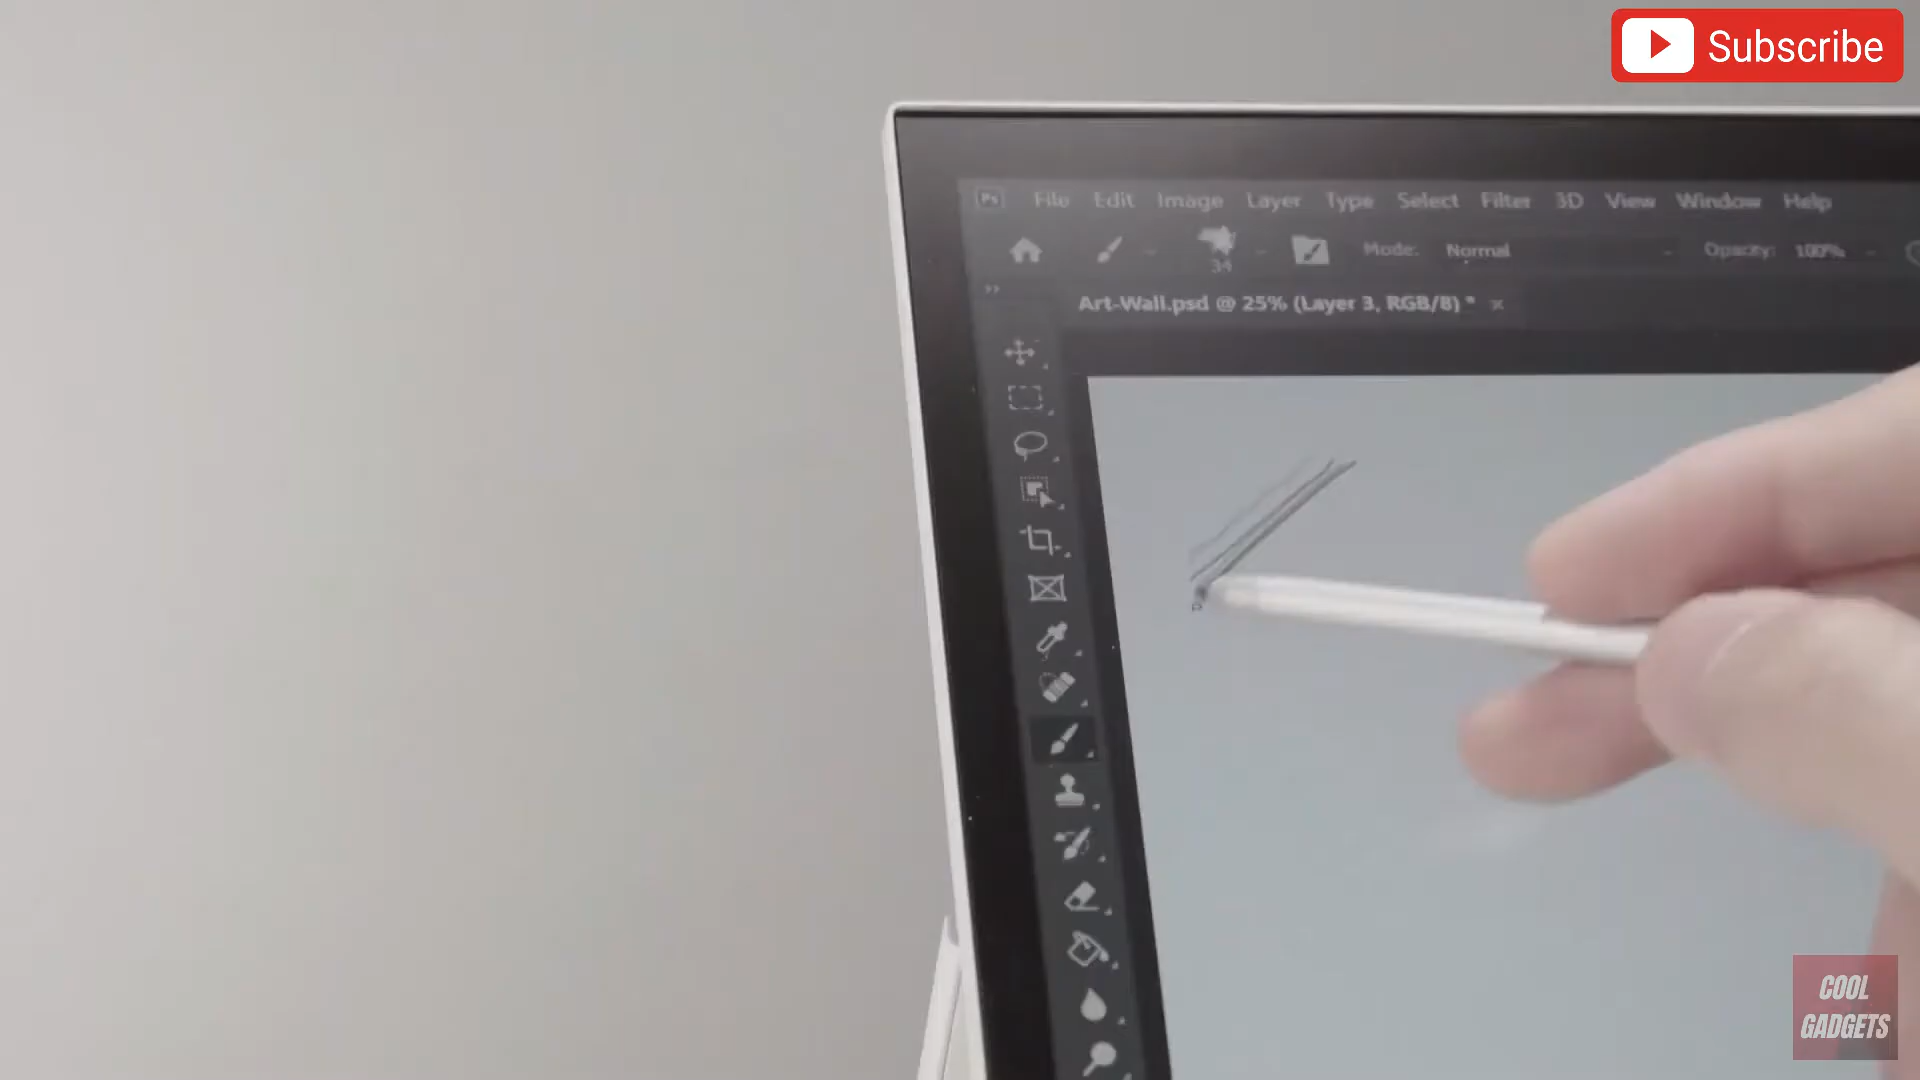 Subscribe
Ps File Edit Image Layer Type Select Filter 3D View Window Help
34 Mode: Normal Opacity: 100%
Art-Wall.psd @ 25% (Layer 3, RGB/8) * ×
COOL
GADGETS